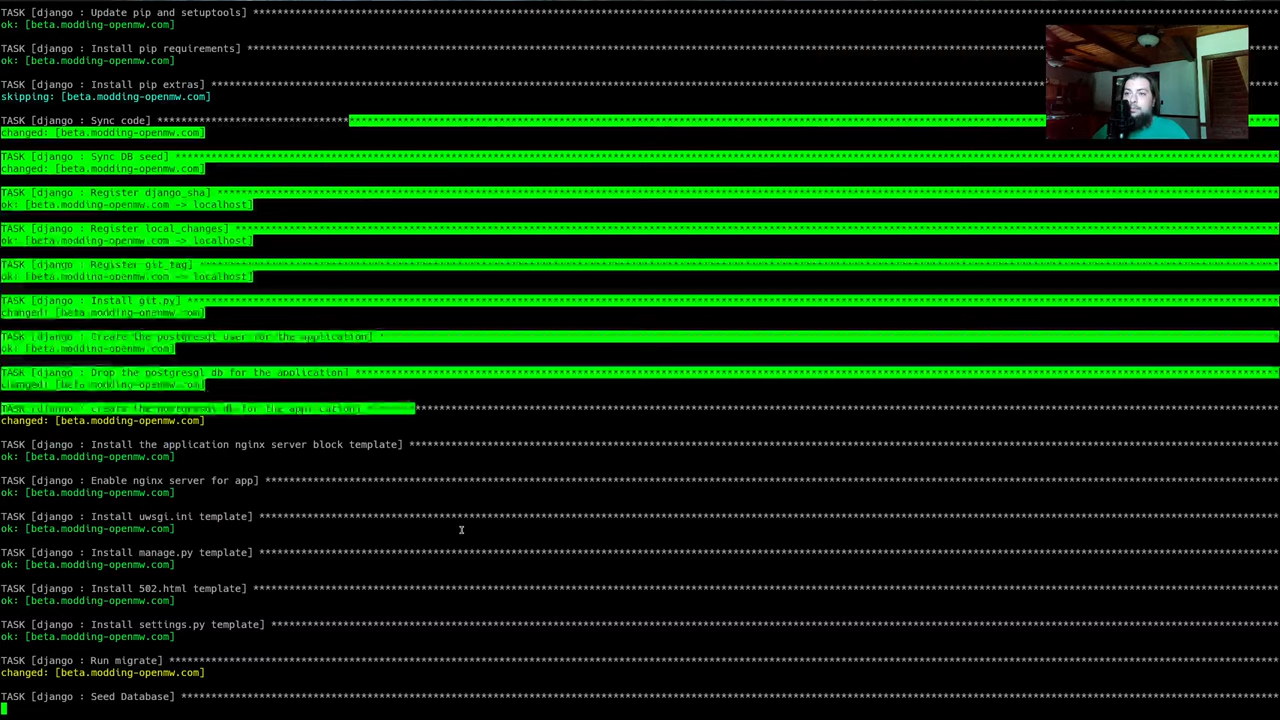 TASK [django : Update pip and setuptools] ******************************
ok: [beta.modding-openmw.com]
TASK [django : Install pip requirements] ******************************
ok: [beta.modding-openmw.com]
TASK [django : Install pip extras] ******************************
skipping: [beta.modding-openmw.com]
TASK [django : Sync code] ******************************
changed: [beta.modding-openmw.com]
TASK [django : Sync DB seed] ******************************
changed: [beta.modding-openmw.com]
TASK [django : Register django_sha] ******************************
ok: [beta.modding-openmw.com -> localhost]
TASK [django : Register local_changes] ******************************
ok: [beta.modding-openmw.com -> localhost]
TASK [django : Register git_tag] ******************************
ok: [beta.modding-openmw.com -> localhost]
TASK [django : Install git.py] ******************************
changed: [beta.modding-openmw.com]
TASK [django : Create the postgresql user for the application] ******************************
ok: [beta.modding-openmw.com]
TASK [django : Drop the postgresql db for the application] ******************************
changed: [beta.modding-openmw.com]
TASK [django : Create the postgresql db for the application] ******************************
changed: [beta.modding-openmw.com]
TASK [django : Install the application nginx server block template] ******************************
ok: [beta.modding-openmw.com]
TASK [django : Enable nginx server for app] ******************************
ok: [beta.modding-openmw.com]
TASK [django : Install uwsgi.ini template] ******************************
ok: [beta.modding-openmw.com]
TASK [django : Install manage.py template] ******************************
ok: [beta.modding-openmw.com]
TASK [django : Install 502.html template] ******************************
ok: [beta.modding-openmw.com]
TASK [django : Install settings.py template] ******************************
ok: [beta.modding-openmw.com]
TASK [django : Run migrate] ******************************
changed: [beta.modding-openmw.com]
TASK [django : Seed Database] ******************************